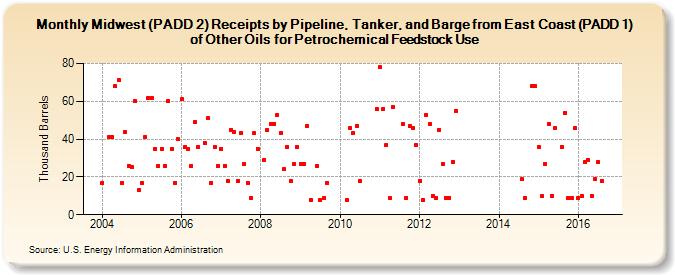 Monthly Midwest (PADD 2) Receipts by Pipeline, Tanker, and Barge from East Coast (PADD 1)
of Other Oils for Petrochemical Feedstock Use
Thousand Barrels
80
60
40
20
0
2004 2006 2008 2010 2012 2014 2016
Source: U.S. Energy Information Administration